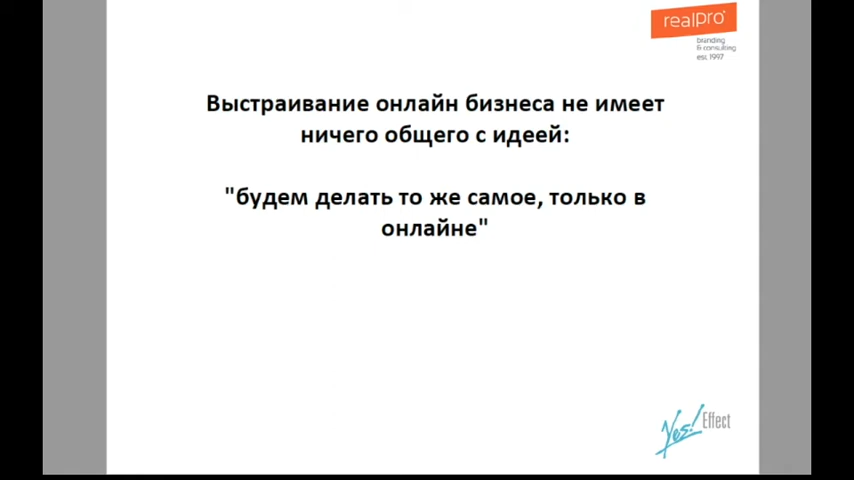 realpro
branding
& consulting
est. 1997
Выстраивание онлайн бизнеса не имеет
ничего общего с идеей:
"будем делать то же самое, только в
онлайне"
Yes! Effect